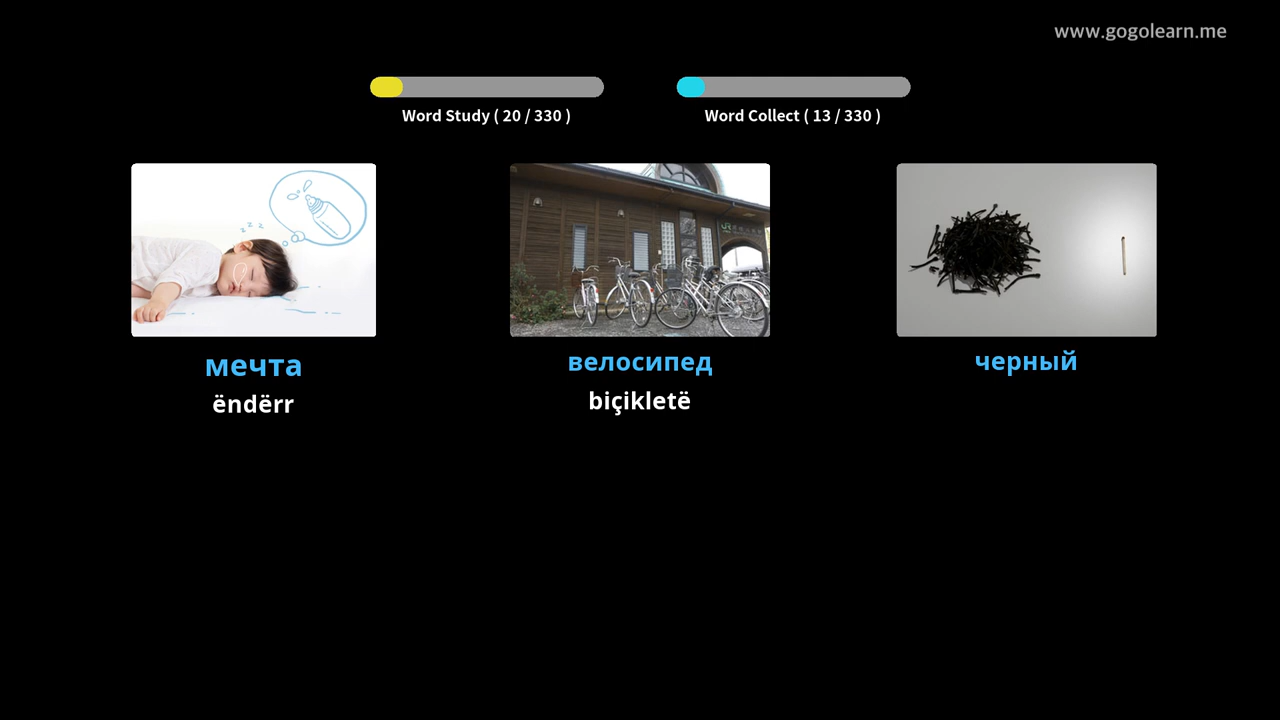 www.gogolearn.me
Word Study ( 20 / 330 )
Word Collect ( 13 / 330 )
мечта
ëndërr
велосипед
biçikletë
черный